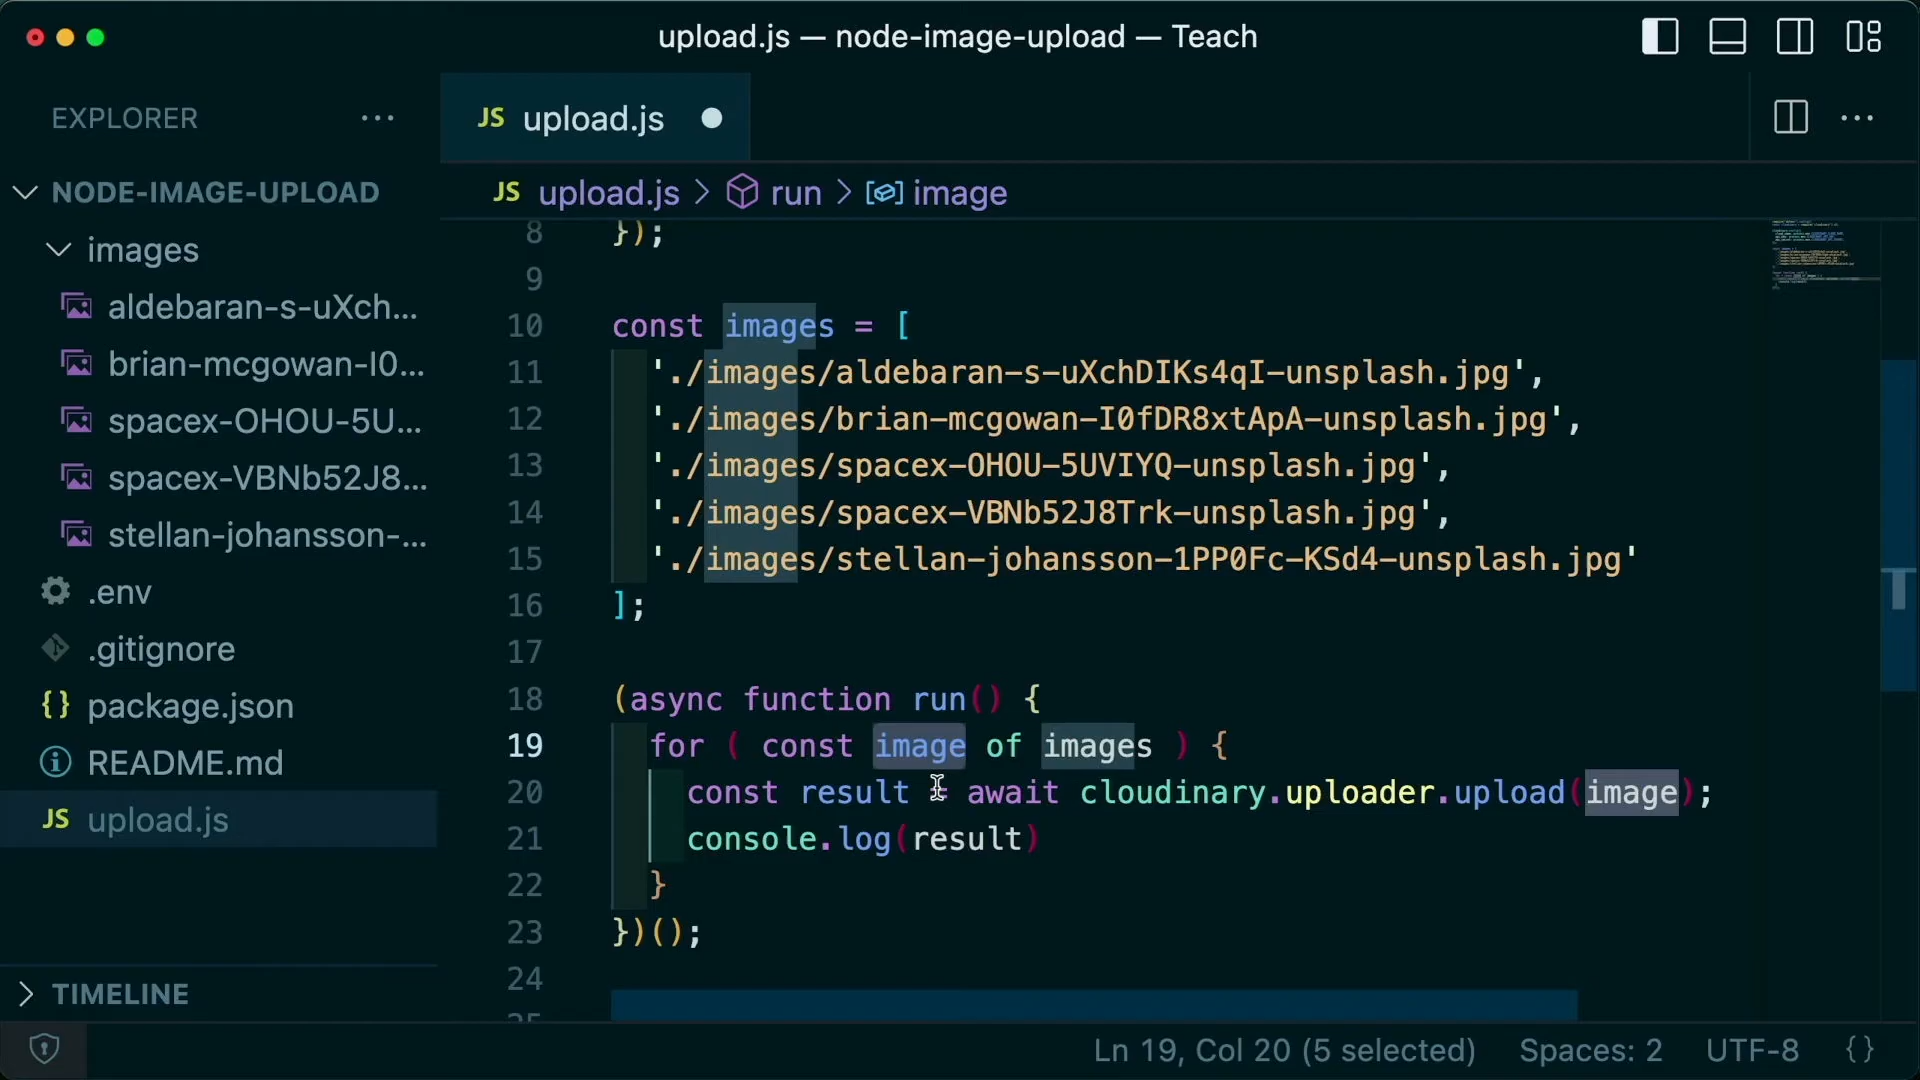 upload.js — node-image-upload — Teach
EXPLORER
JS upload.js
NODE-IMAGE-UPLOAD
JS upload.js > run > image
images
aldebaran-s-uXch...
brian-mcgowan-I0...
spacex-OHOU-5U...
spacex-VBNb52J8...
stellan-johansson-...
.env
.gitignore
{} package.json
README.md
JS upload.js
TIMELINE
8 });
9
10 const images = [
11 './images/aldebaran-s-uXchDIKs4qI-unsplash.jpg',
12 './images/brian-mcgowan-I0fDR8xtApA-unsplash.jpg',
13 './images/spacex-OHOU-5UVIYQ-unsplash.jpg',
14 './images/spacex-VBNb52J8Trk-unsplash.jpg',
15 './images/stellan-johansson-1PP0Fc-KSd4-unsplash.jpg'
16 ];
17
18 (async function run() {
19 for ( const image of images ) {
20 const result = await cloudinary.uploader.upload(image);
21 console.log(result)
22 }
23 })();
24
Ln 19, Col 20 (5 selected) Spaces: 2 UTF-8 {}